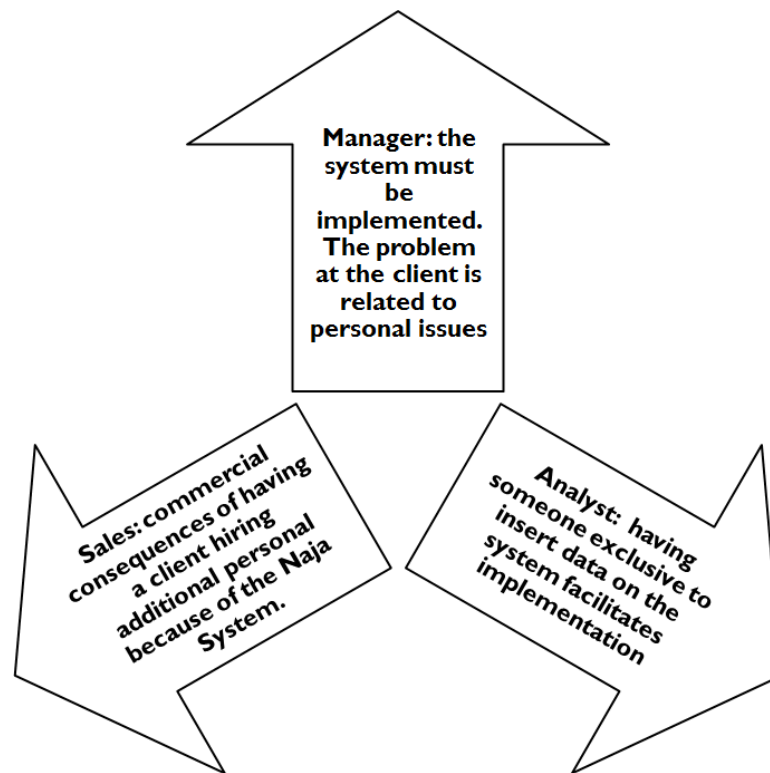 Manager: the
system must
be
implemented.
The problem
at the client is
related to
personal issues
Sales: commercial
consequences of having
a client hiring
additional personal
because of the Naja
System.
Analyst: having
someone exclusive to
insert data on the
system facilitates
implementation